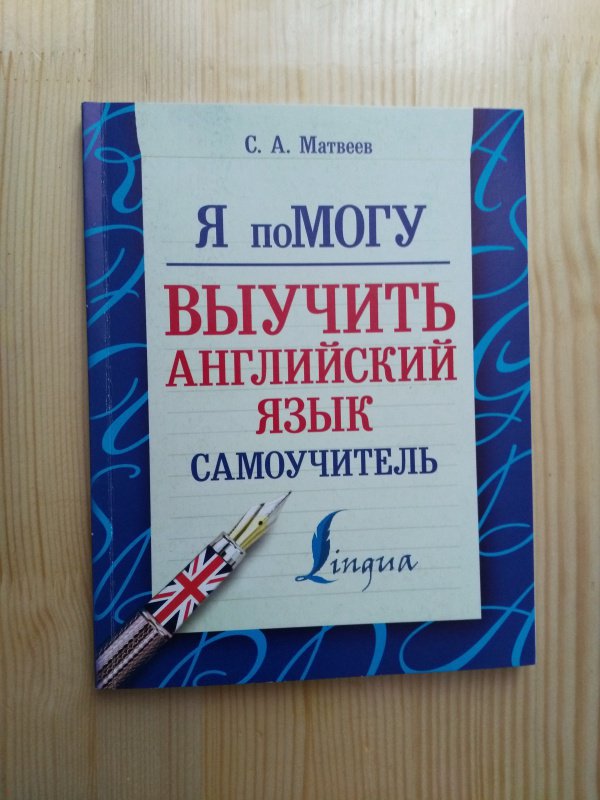 С. А. Матвеев
Я поМОГУ
ВЫУЧИТЬ
АНГЛИЙСКИЙ
ЯЗЫК
САМОУЧИТЕЛЬ
Lingua